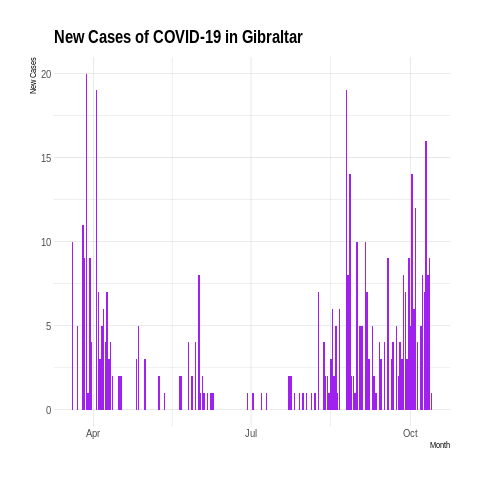 New Cases of COVID-19 in Gibraltar
New Cases
20
15
10
5
0
Apr
Jul
Oct
Month